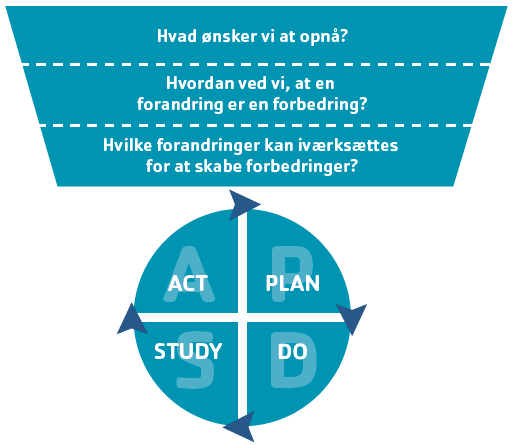 Hvad ønsker vi at opnå?
Hvordan ved vi, at en
forandring er en forbedring?
Hvilke forandringer kan iværksættes
for at skabe forbedringer?
A
ACT
P
PLAN
S
STUDY
D
DO